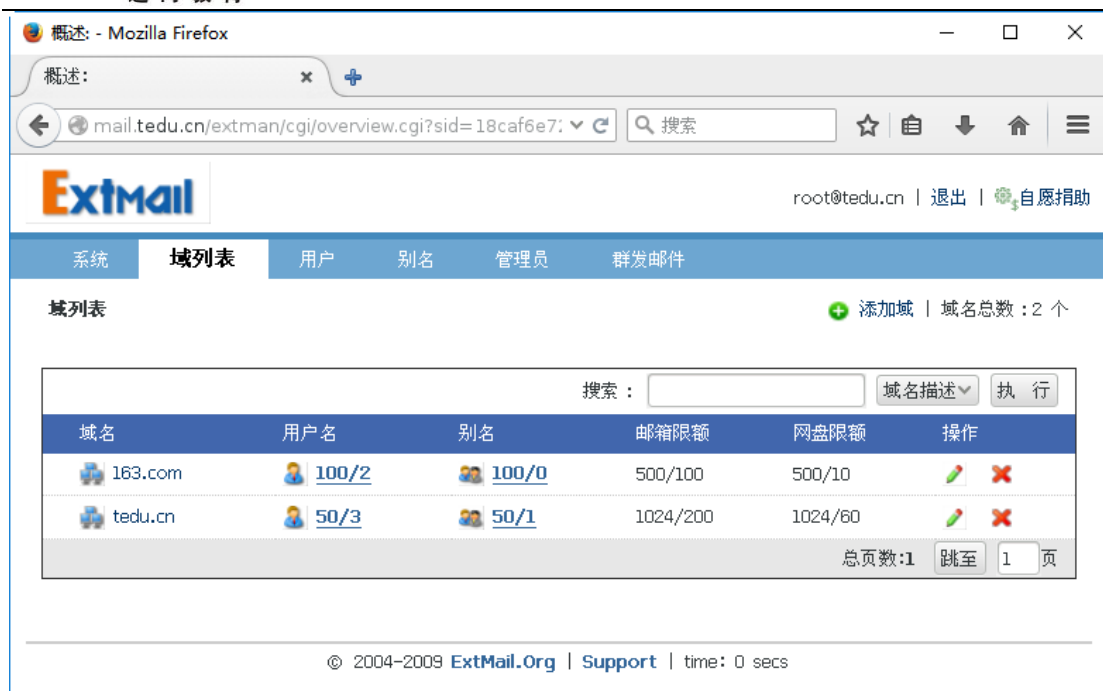 概述: - Mozilla Firefox
概述:
mail.tedu.cn/extman/cgi/overview.cgi?sid=18caf6e7 搜索
ExtMail
root@tedu.cn | 退出 | 自愿捐助
系统 域列表 用户 别名 管理员 群发邮件
域列表 添加域 | 域名总数 :2 个
搜索 : 域名描述 执 行
域名 用户名 别名 邮箱限额 网盘限额 操作
163.com 100/2 100/0 500/100 500/10
tedu.cn 50/3 50/1 1024/200 1024/60
总页数:1 跳至 1 页
© 2004-2009 ExtMail.Org | Support | time: 0 secs